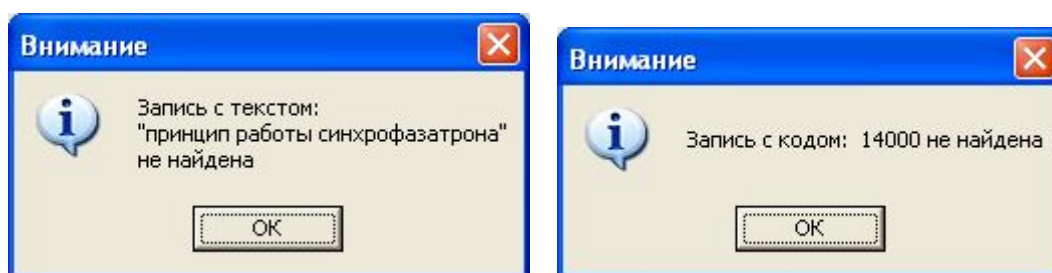 Внимание
Запись с текстом:
"принцип работы синхрофазатрона"
не найдена
OK
Внимание
Запись с кодом: 14000 не найдена
OK